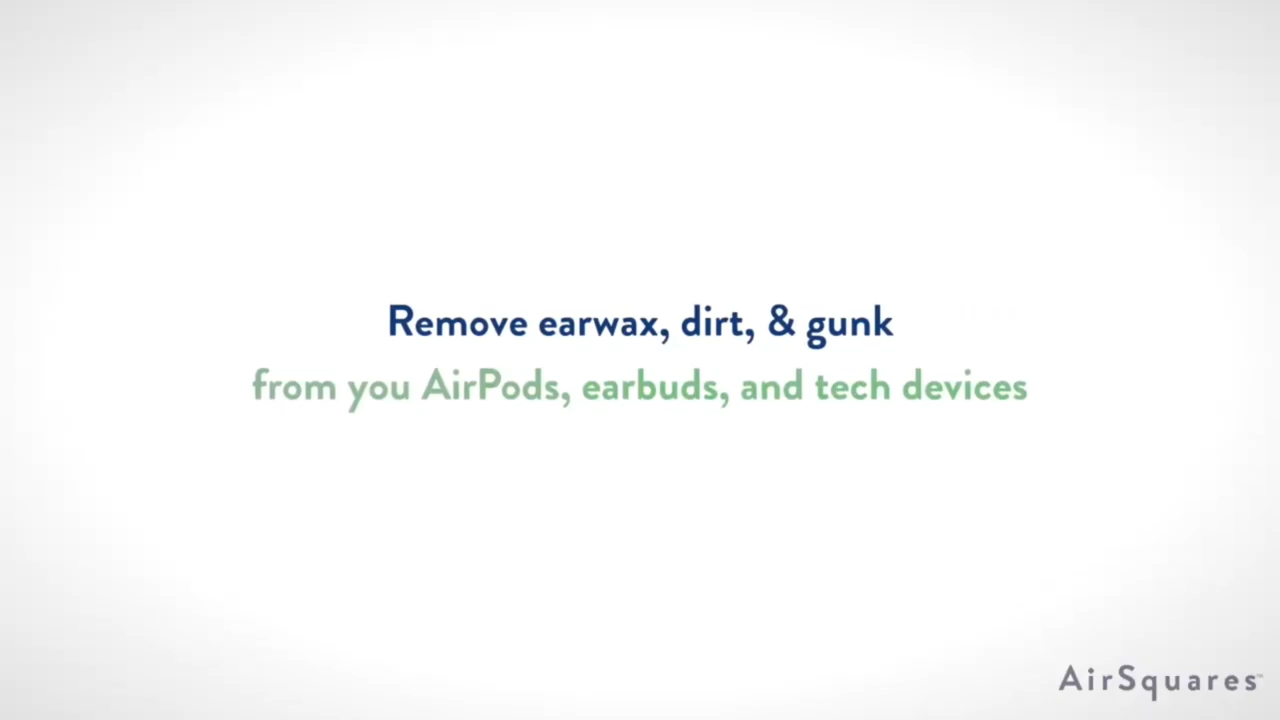 Remove earwax, dirt, & gunk
from you AirPods, earbuds, and tech devices
AirSquares